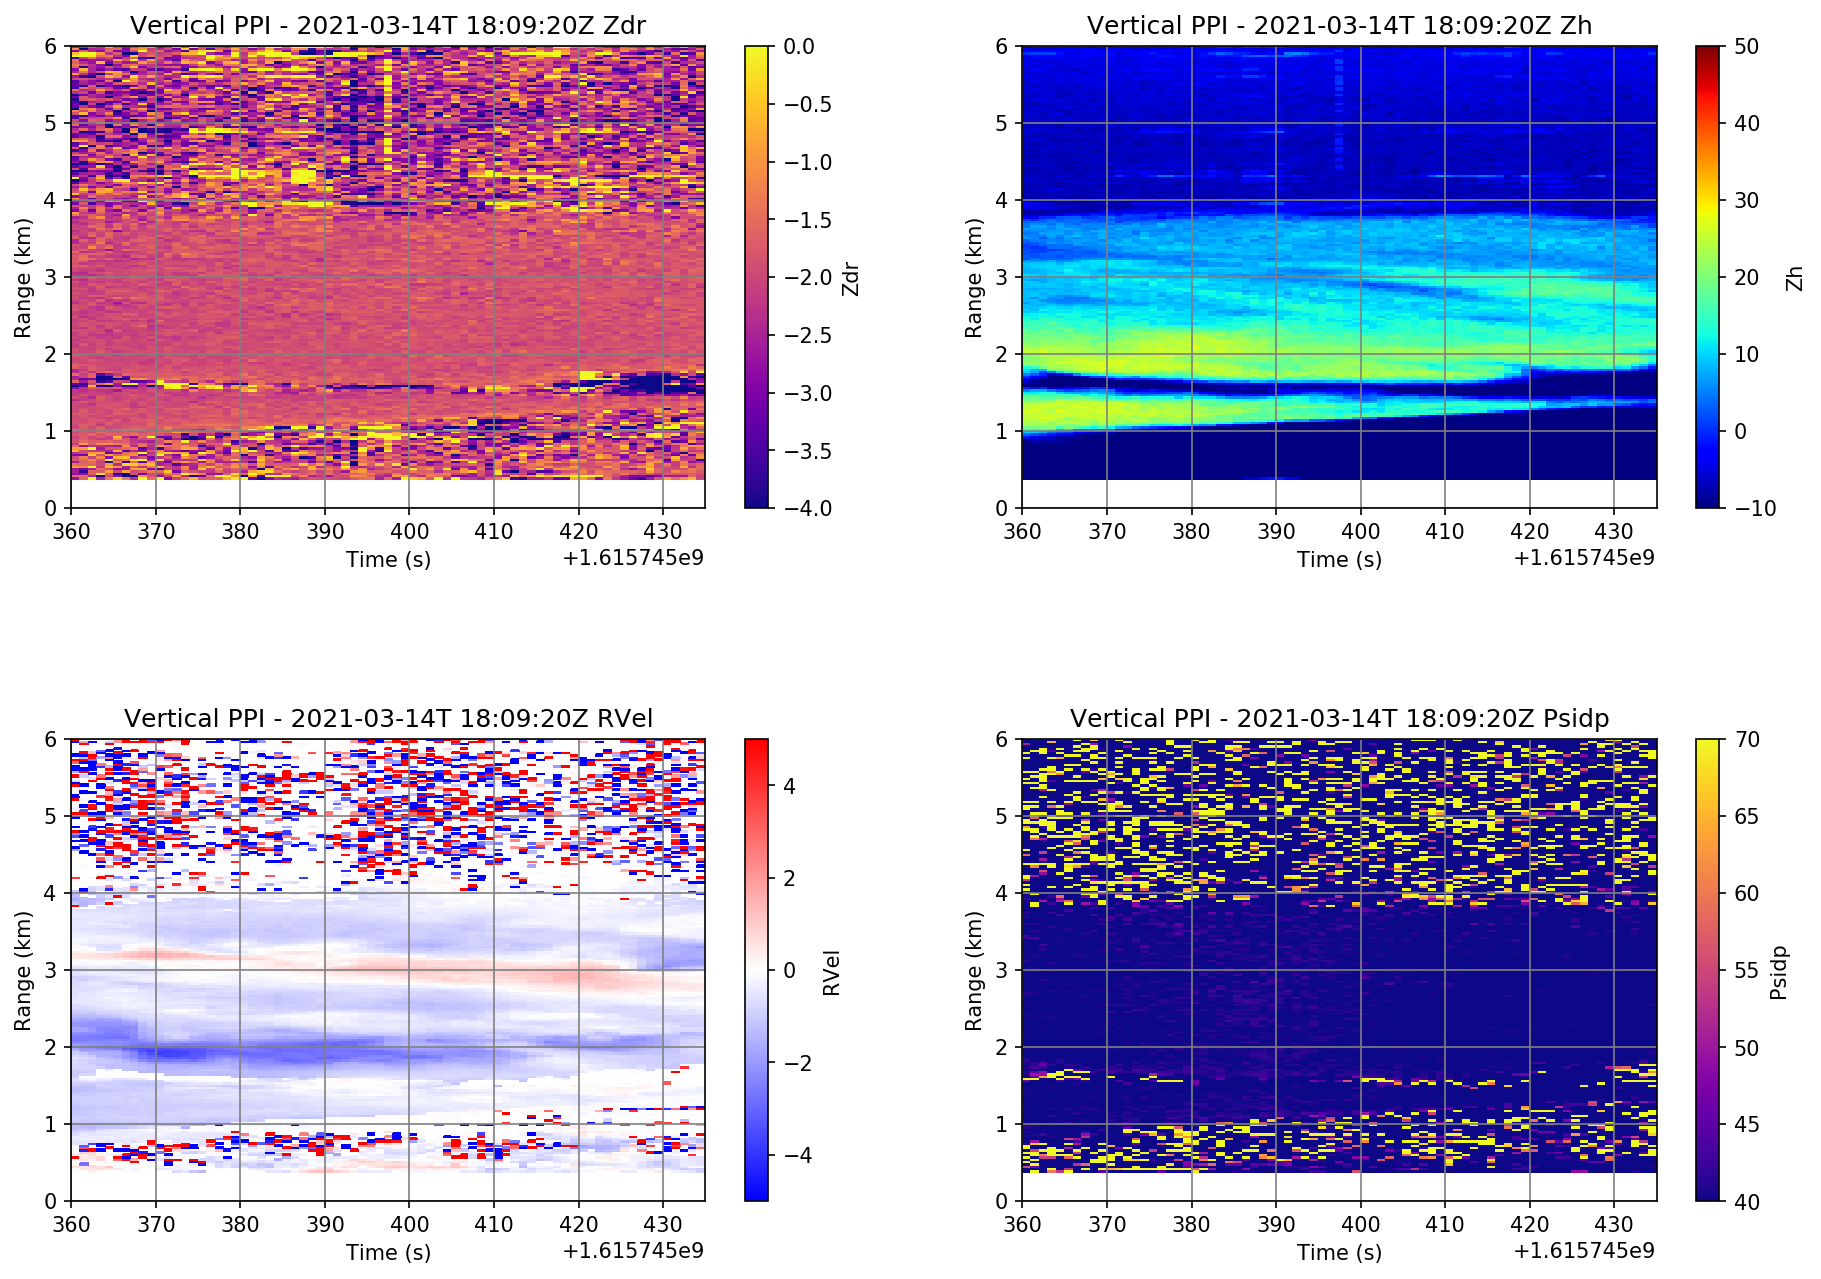 Vertical PPI - 2021-03-14T 18:09:20Z Zdr
6
5
4
3
2
1
0
Range (km)
360 370 380 390 400 410 420 430
Time (s)
+1.615745e9
0.0
−0.5
−1.0
−1.5
−2.0
−2.5
−3.0
−3.5
−4.0
Zdr
Vertical PPI - 2021-03-14T 18:09:20Z Zh
6
5
4
3
2
1
0
Range (km)
360 370 380 390 400 410 420 430
Time (s)
+1.615745e9
50
40
30
20
10
0
−10
Zh
Vertical PPI - 2021-03-14T 18:09:20Z RVel
6
5
4
3
2
1
0
Range (km)
360 370 380 390 400 410 420 430
Time (s)
+1.615745e9
4
2
0
−2
−4
RVel
Vertical PPI - 2021-03-14T 18:09:20Z Psidp
6
5
4
3
2
1
0
Range (km)
360 370 380 390 400 410 420 430
Time (s)
+1.615745e9
70
65
60
55
50
45
40
Psidp